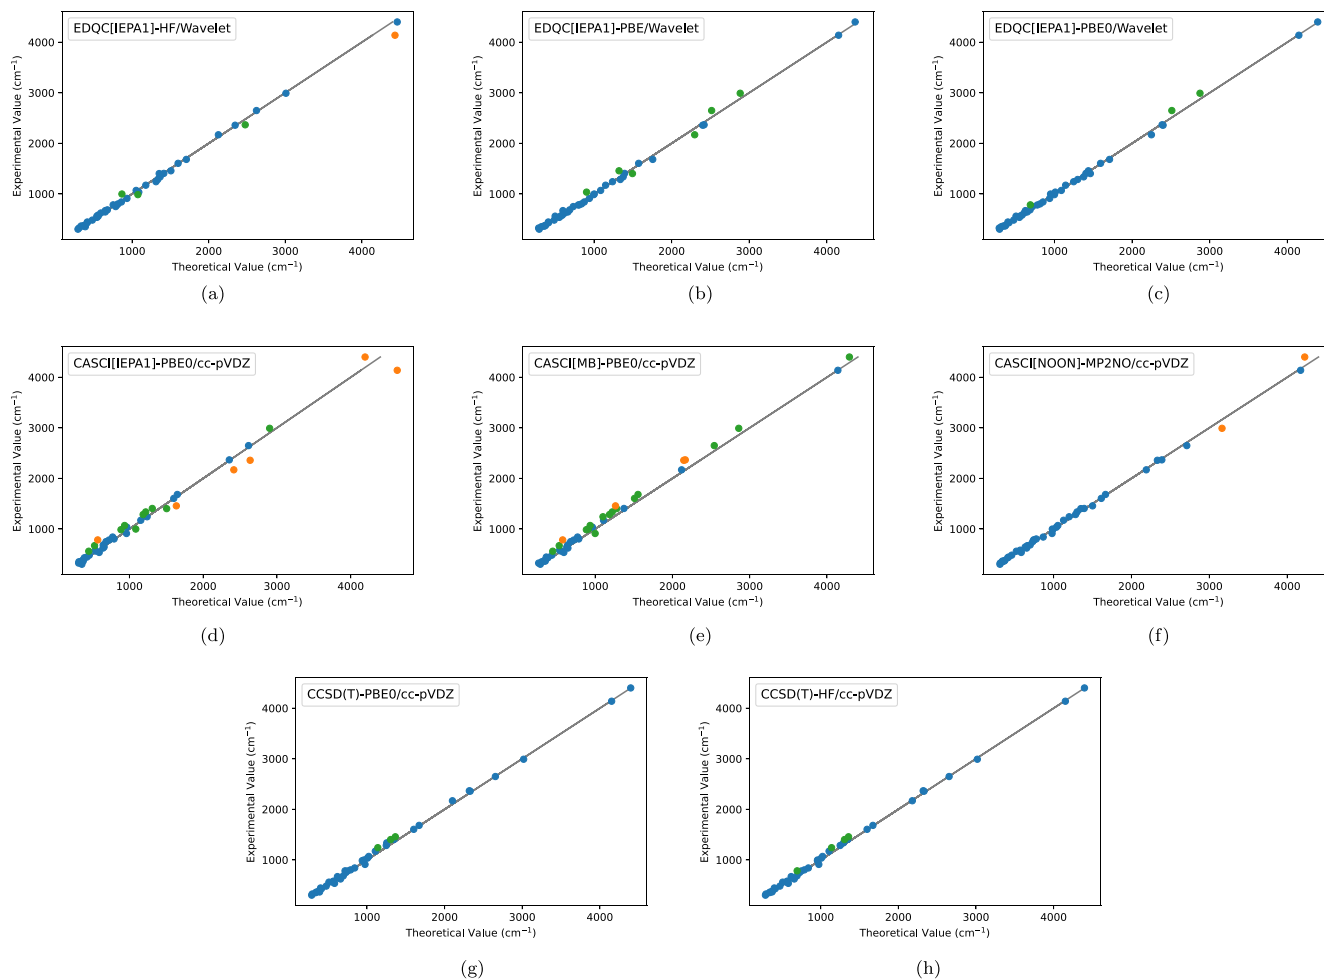 EDQC[IEPA1]-HF/Wavelet
Experimental Value (cm⁻¹)
4000
3000
2000
1000
1000 2000 3000 4000
Theoretical Value (cm⁻¹)
(a)
EDQC[IEPA1]-PBE/Wavelet
Experimental Value (cm⁻¹)
4000
3000
2000
1000
1000 2000 3000 4000
Theoretical Value (cm⁻¹)
(b)
EDQC[IEPA1]-PBE0/Wavelet
Experimental Value (cm⁻¹)
4000
3000
2000
1000
1000 2000 3000 4000
Theoretical Value (cm⁻¹)
(c)
CASCI[IEPA1]-PBE0/cc-pVDZ
Experimental Value (cm⁻¹)
4000
3000
2000
1000
1000 2000 3000 4000
Theoretical Value (cm⁻¹)
(d)
CASCI[MB]-PBE0/cc-pVDZ
Experimental Value (cm⁻¹)
4000
3000
2000
1000
1000 2000 3000 4000
Theoretical Value (cm⁻¹)
(e)
CASCI[NOON]-MP2NO/cc-pVDZ
Experimental Value (cm⁻¹)
4000
3000
2000
1000
1000 2000 3000 4000
Theoretical Value (cm⁻¹)
(f)
CCSD(T)-PBE0/cc-pVDZ
Experimental Value (cm⁻¹)
4000
3000
2000
1000
1000 2000 3000 4000
Theoretical Value (cm⁻¹)
(g)
CCSD(T)-HF/cc-pVDZ
Experimental Value (cm⁻¹)
4000
3000
2000
1000
1000 2000 3000 4000
Theoretical Value (cm⁻¹)
(h)